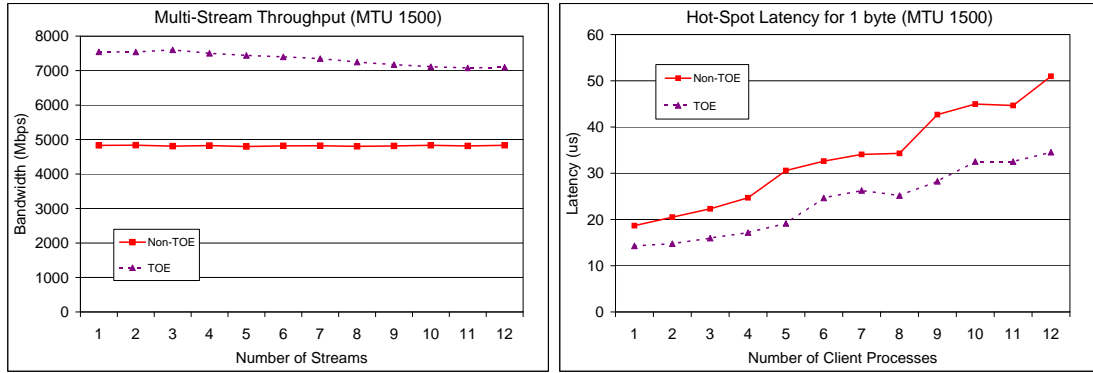 Multi-Stream Throughput (MTU 1500)
8000
7000
6000
5000
4000
3000
2000
1000
0
Bandwidth (Mbps)
Non-TOE
TOE
1 2 3 4 5 6 7 8 9 10 11 12
Number of Streams
Hot-Spot Latency for 1 byte (MTU 1500)
60
50
40
30
20
10
0
Latency (us)
Non-TOE
TOE
1 2 3 4 5 6 7 8 9 10 11 12
Number of Client Processes